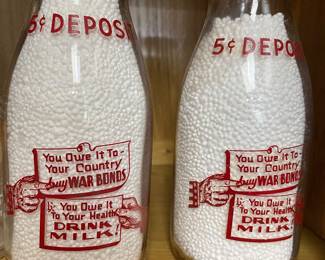 5¢ DEPOSI
You Owe It To-
Your Country
buy WAR BONDS
You Owe It
To Your Health
DRINK
MILK!
5¢ DEPOS
You Owe It To-
Your Country
buy WAR BONDS
You Owe It
To Your Health
DRINK
MILK!